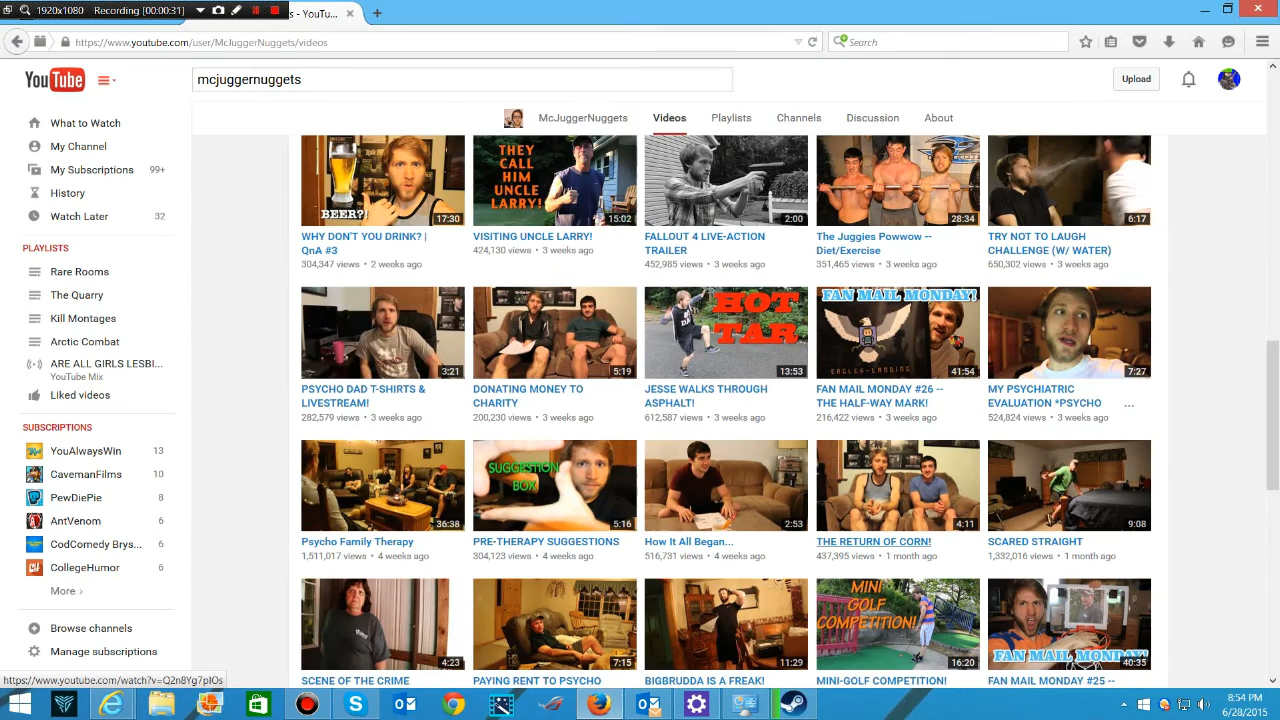 1920x1080 Recording [00:00:31]
s - YouTube
https://www.youtube.com/user/McJuggerNuggets/videos
Search
YouTube
mcjuggernuggets
Upload
McJuggerNuggets Videos Playlists Channels Discussion About
What to Watch
My Channel
My Subscriptions 99+
History
Watch Later 32
PLAYLISTS
Rare Rooms
The Quarry
Kill Montages
Arctic Combat
ARE ALL GIRLS LESBI...
YouTube Mix
Liked videos
SUBSCRIPTIONS
YouAlwaysWin 13
CavemanFilms 10
PewDiePie 8
AntVenom 6
CodComedy Brys... 6
CollegeHumor 6
More ›
Browse channels
Manage subscriptions
BEER?!
17:30
WHY DON'T YOU DRINK? |
QnA #3
304,347 views • 2 weeks ago
THEY
CALL
HIM
UNCLE
LARRY!
15:02
VISITING UNCLE LARRY!
424,130 views • 3 weeks ago
2:00
FALLOUT 4 LIVE-ACTION
TRAILER
452,985 views • 3 weeks ago
28:34
The Juggies Powwow --
Diet/Exercise
351,465 views • 3 weeks ago
6:17
TRY NOT TO LAUGH
CHALLENGE (W/ WATER)
650,302 views • 3 weeks ago
3:21
PSYCHO DAD T-SHIRTS &
LIVESTREAM!
282,579 views • 3 weeks ago
5:19
DONATING MONEY TO
CHARITY
200,230 views • 3 weeks ago
HOT
TAR
13:53
JESSE WALKS THROUGH
ASPHALT!
612,587 views • 3 weeks ago
FAN MAIL MONDAY!
EAGLES-LANDING
41:54
FAN MAIL MONDAY #26 --
THE HALF-WAY MARK!
216,422 views • 3 weeks ago
7:27
MY PSYCHIATRIC
EVALUATION *PSYCHO ...
524,824 views • 3 weeks ago
36:38
Psycho Family Therapy
1,511,017 views • 4 weeks ago
SUGGESTION
BOX
5:16
PRE-THERAPY SUGGESTIONS
304,123 views • 4 weeks ago
2:53
How It All Began...
516,731 views • 4 weeks ago
4:11
THE RETURN OF CORN!
437,395 views • 1 month ago
9:08
SCARED STRAIGHT
1,332,016 views • 1 month ago
4:23
SCENE OF THE CRIME
7:15
PAYING RENT TO PSYCHO
11:29
BIGBRUDDA IS A FREAK!
MINI
GOLF
COMPETITION!
16:20
MINI-GOLF COMPETITION!
FAN MAIL MONDAY!
40:35
FAN MAIL MONDAY #25 --
https://www.youtube.com/watch?v=Q2n8Yg7pIOs
8:54 PM
6/28/2015